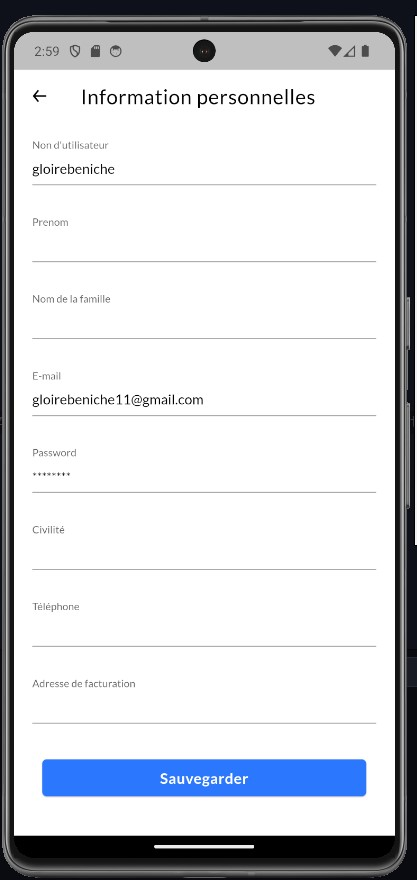 2:59
Information personnelles
Non d'utilisateur
gloirebeniche
Prenom
Nom de la famille
E-mail
gloirebeniche11@gmail.com
Password
********
Civilité
Téléphone
Adresse de facturation
Sauvegarder